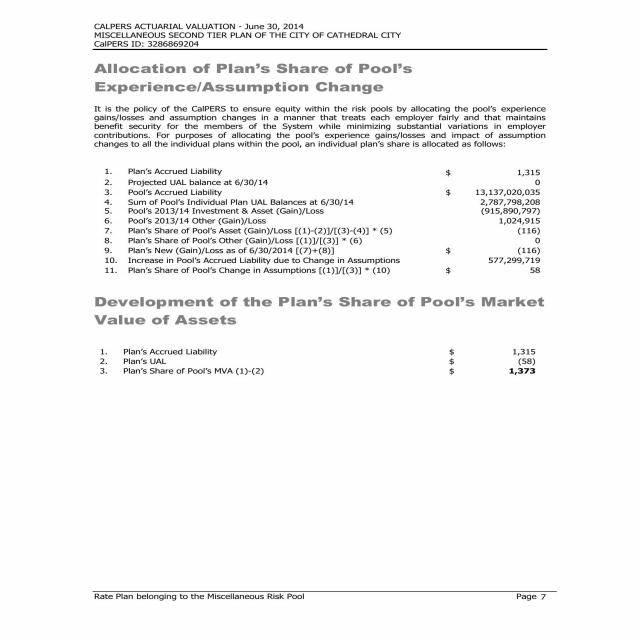 CALPERS ACTUARIAL VALUATION - June 30, 2014
MISCELLANEOUS SECOND TIER PLAN OF THE CITY OF CATHEDRAL CITY
CalPERS ID: 3286869204
Allocation of Plan's Share of Pool's
Experience/Assumption Change
It is the policy of the CalPERS to ensure equity within the risk pools by allocating the pool's experience
gains/losses and assumption changes in a manner that treats each employer fairly and that maintains
benefit security for the members of the System while minimizing substantial variations in employer
contributions. For purposes of allocating the pool's experience gains/losses and impact of assumption
changes to all the individual plans within the pool, an individual plan's share is allocated as follows:
1. Plan's Accrued Liability $ 1,315
2. Projected UAL balance at 6/30/14 0
3. Pool's Accrued Liability $ 13,137,020,035
4. Sum of Pool's Individual Plan UAL Balances at 6/30/14 2,787,798,208
5. Pool's 2013/14 Investment & Asset (Gain)/Loss (915,890,797)
6. Pool's 2013/14 Other (Gain)/Loss 1,024,915
7. Plan's Share of Pool's Asset (Gain)/Loss [(1)-(2)]/[(3)-(4)] * (5) (116)
8. Plan's Share of Pool's Other (Gain)/Loss [(1)]/[(3)] * (6) 0
9. Plan's New (Gain)/Loss as of 6/30/2014 [(7)+(8)] $ (116)
10. Increase in Pool's Accrued Liability due to Change in Assumptions 577,299,719
11. Plan's Share of Pool's Change in Assumptions [(1)]/[(3)] * (10) $ 58
Development of the Plan's Share of Pool's Market
Value of Assets
1. Plan's Accrued Liability $ 1,315
2. Plan's UAL $ (58)
3. Plan's Share of Pool's MVA (1)-(2) $ 1,373
Rate Plan belonging to the Miscellaneous Risk Pool Page 7